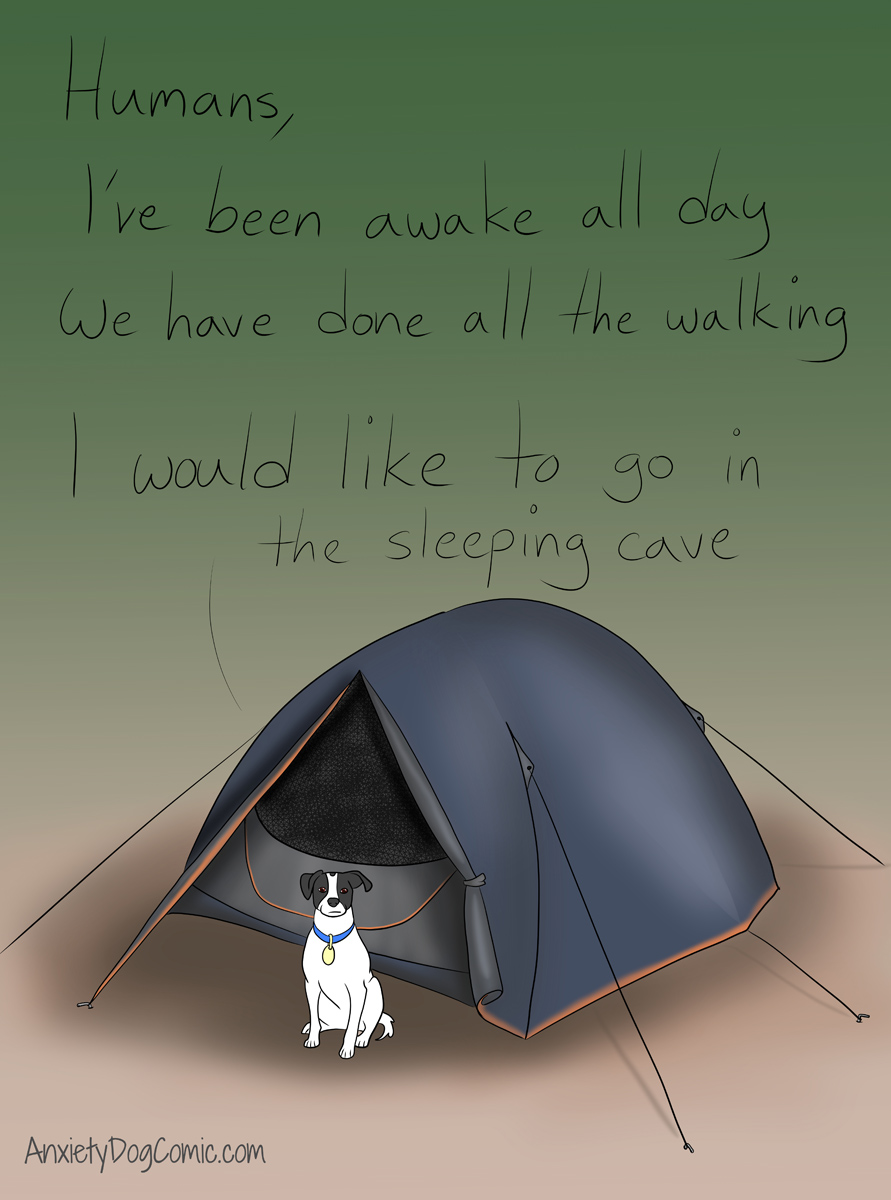 Humans,
I've been awake all day
We have done all the walking
I would like to go in
the sleeping cave
AnxietyDogComic.com